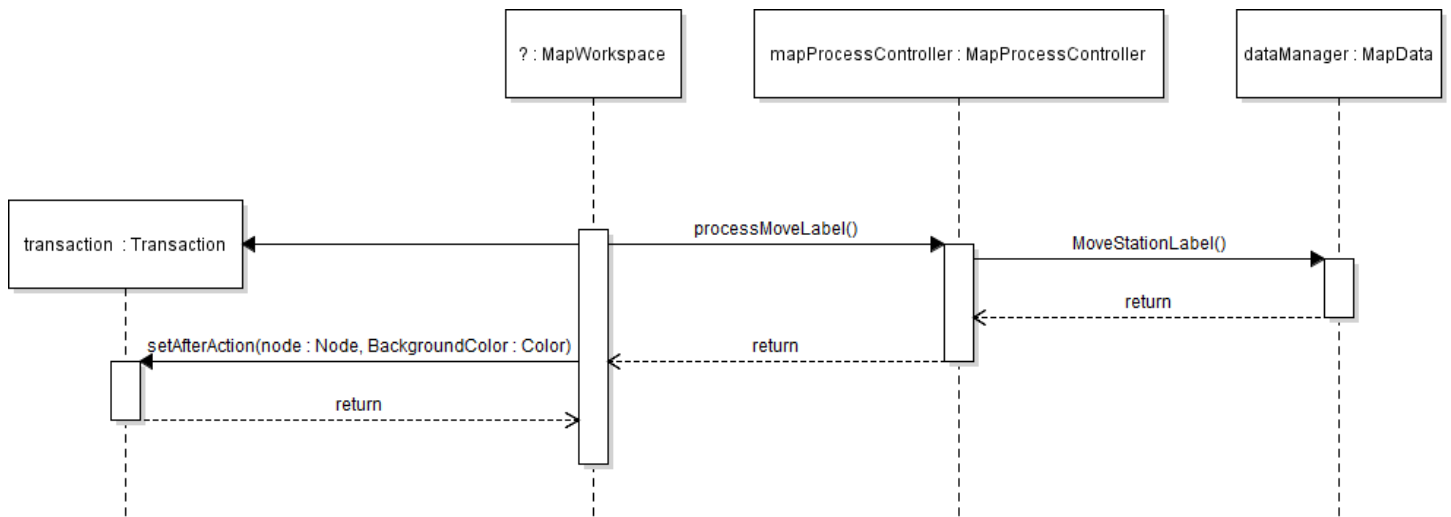 ? : MapWorkspace
mapProcessController : MapProcessController
dataManager : MapData
transaction : Transaction
processMoveLabel()
MoveStationLabel()
return
setAfterAction(node : Node, BackgroundColor : Color)
return
return